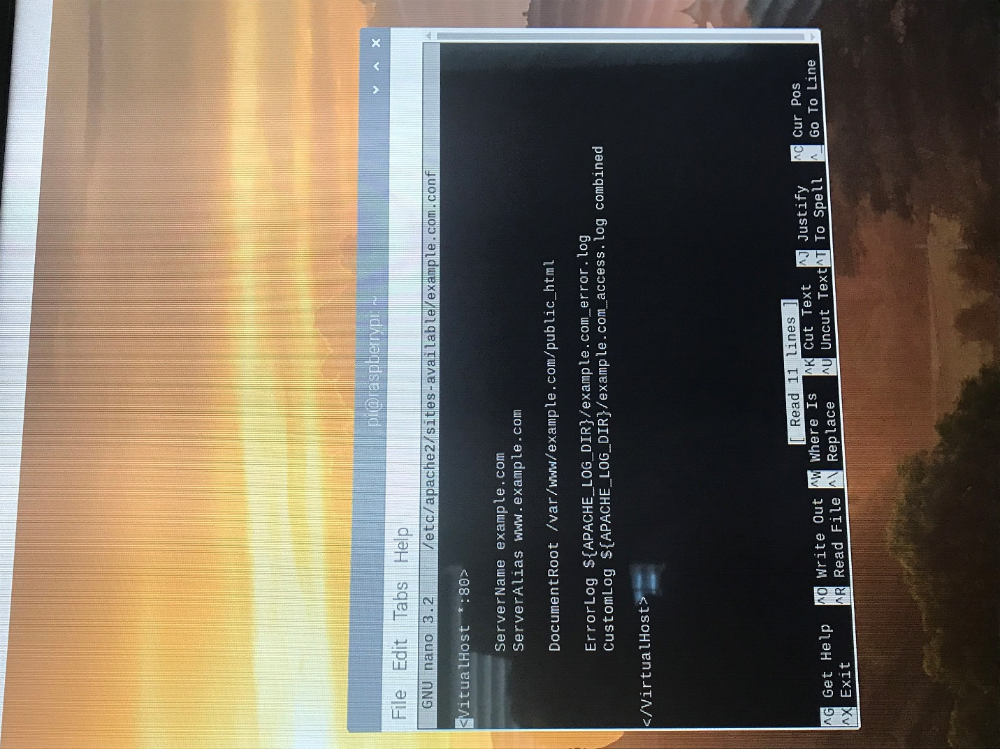 pi@raspberrypi: ~
File Edit Tabs Help
GNU nano 3.2 /etc/apache2/sites-available/example.com.conf
<VitualHost *:80>
ServerName example.com
ServerAlias www.example.com
DocumentRoot /var/www/example.com/public_html
ErrorLog ${APACHE_LOG_DIR}/example.com_error.log
CustomLog ${APACHE_LOG_DIR}/example.com_access.log combined
</VirtualHost>
[ Read 11 lines ]
^G Get Help ^O Write Out ^W Where Is ^K Cut Text ^J Justify ^C Cur Pos
^X Exit ^R Read File ^\ Replace ^U Uncut Text ^T To Spell ^_ Go To Line